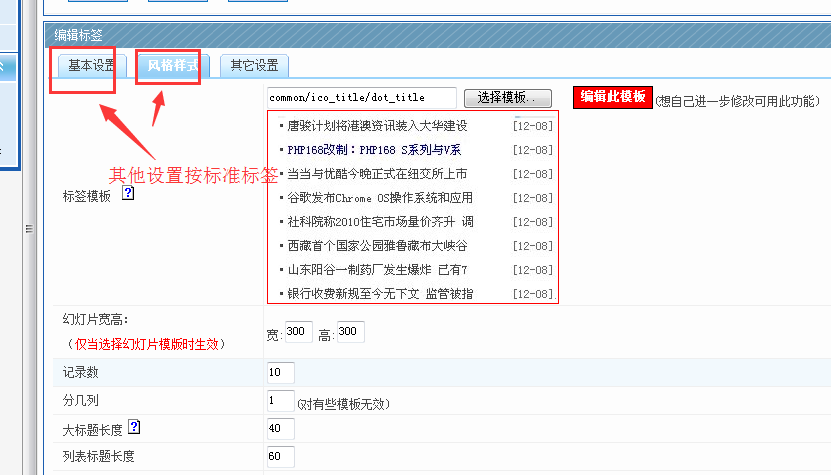 编辑标签
基本设置 风格样式 其它设置
common/ico_title/dot_title 选择模板.. 编辑此模板 (想自己进一步修改可用此功能)
唐骏计划将港澳资讯装入大华建设 [12-08]
PHP168改制：PHP168 S系列与V系 [12-08]
当当与优酷今晚正式在纽交所上市 [12-08]
其他设置按标准标签
标签模板 ?
谷歌发布Chrome OS操作系统和应用 [12-08]
社科院称2010住宅市场量价齐升 调 [12-08]
西藏首个国家公园雅鲁藏布大峡谷 [12-08]
山东阳谷一制药厂发生爆炸 已有7 [12-08]
银行收费新规至今无下文 监管被指 [12-08]
幻灯片宽高：
（仅当选择幻灯片模版时生效）
宽: 300 高: 300
记录数 10
分几列 1 (对有些模板无效)
大标题长度 ? 40
列表标题长度 60